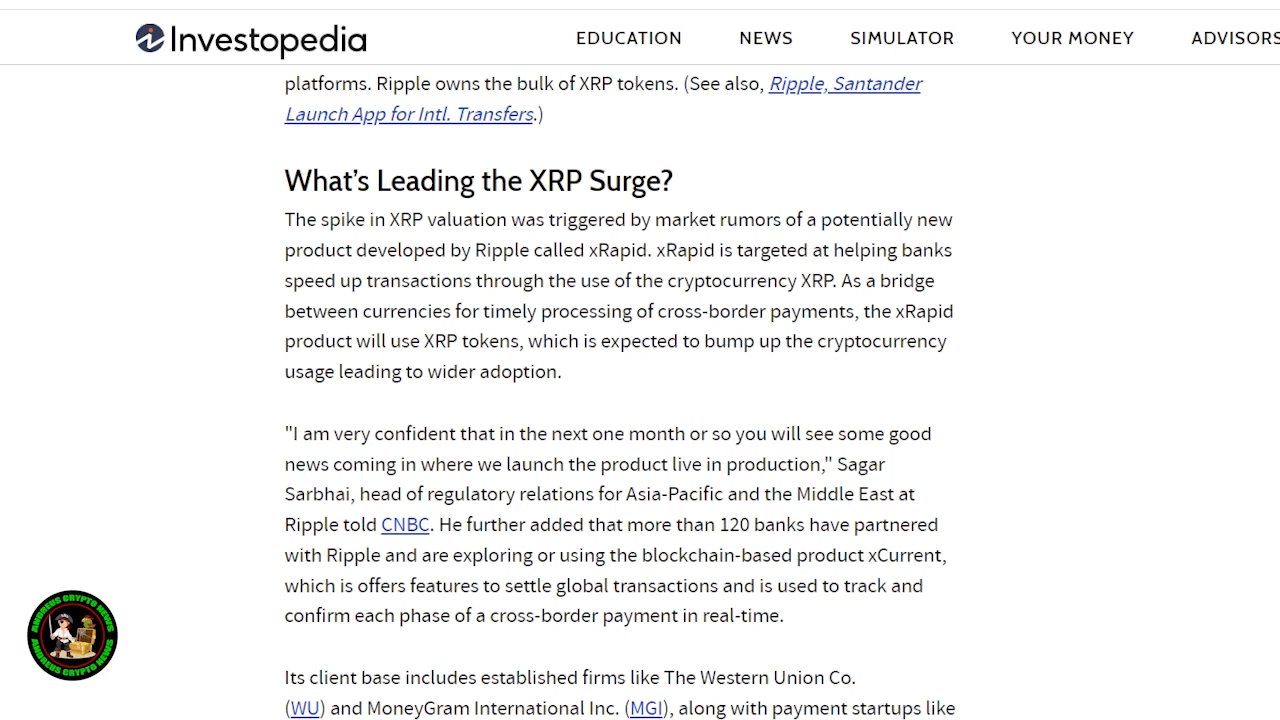 Investopedia
EDUCATION NEWS SIMULATOR YOUR MONEY ADVISORS
platforms. Ripple owns the bulk of XRP tokens. (See also, Ripple, Santander
Launch App for Intl. Transfers.)
What's Leading the XRP Surge?
The spike in XRP valuation was triggered by market rumors of a potentially new
product developed by Ripple called xRapid. xRapid is targeted at helping banks
speed up transactions through the use of the cryptocurrency XRP. As a bridge
between currencies for timely processing of cross-border payments, the xRapid
product will use XRP tokens, which is expected to bump up the cryptocurrency
usage leading to wider adoption.
"I am very confident that in the next one month or so you will see some good
news coming in where we launch the product live in production," Sagar
Sarbhai, head of regulatory relations for Asia-Pacific and the Middle East at
Ripple told CNBC. He further added that more than 120 banks have partnered
with Ripple and are exploring or using the blockchain-based product xCurrent,
which is offers features to settle global transactions and is used to track and
confirm each phase of a cross-border payment in real-time.
Its client base includes established firms like The Western Union Co.
(WU) and MoneyGram International Inc. (MGI), along with payment startups like
ANDREUS CRYPTO NEWS
ANDREUS CRYPTO NEWS